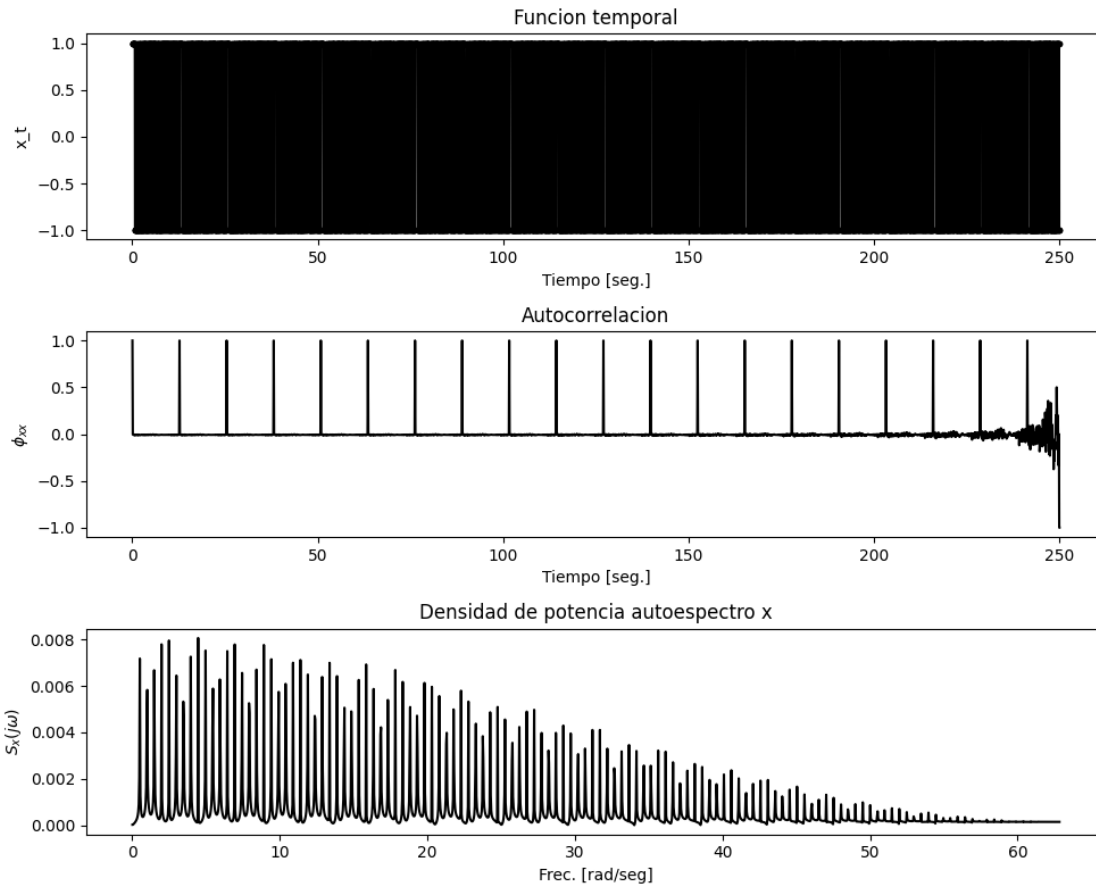 Funcion temporal
1.0
0.5
0.0
−0.5
−1.0
x_t
0 50 100 150 200 250
Tiempo [seg.]
Autocorrelacion
1.0
0.5
0.0
−0.5
−1.0
ϕxx
0 50 100 150 200 250
Tiempo [seg.]
Densidad de potencia autoespectro x
0.008
0.006
0.004
0.002
0.000
Sx(jω)
0 10 20 30 40 50 60
Frec. [rad/seg]